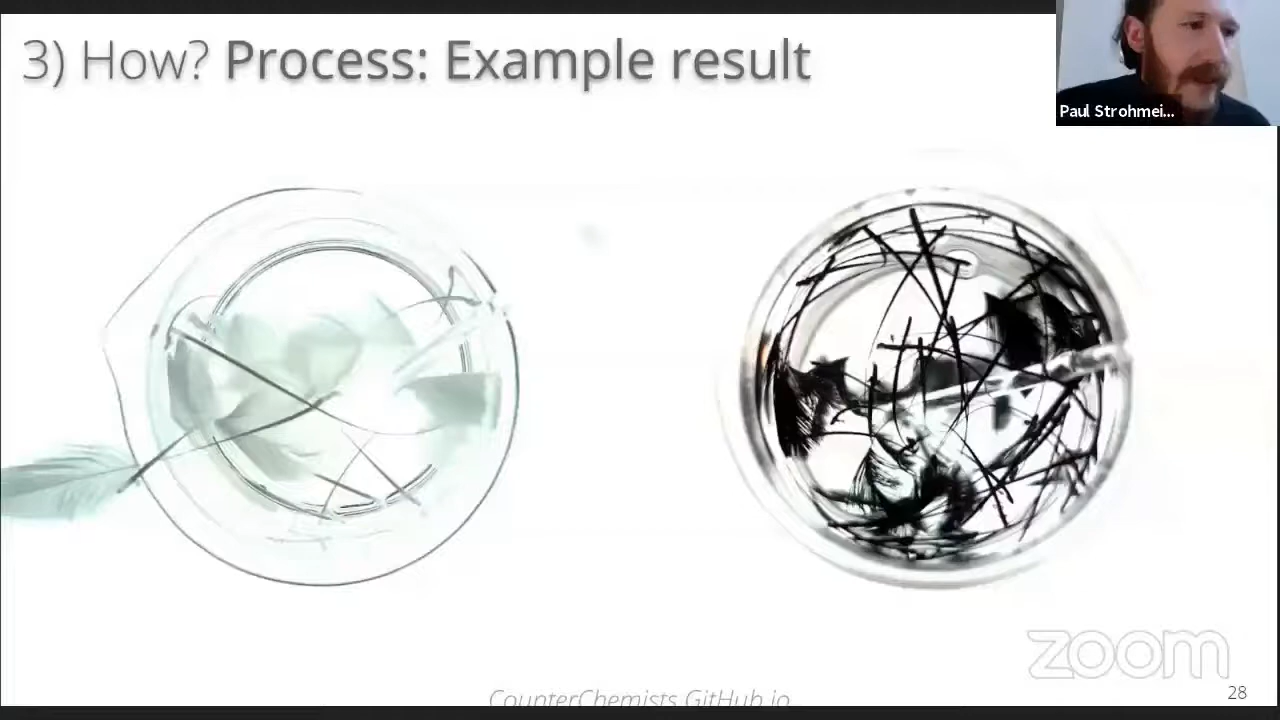 3) How? Process: Example result
Paul Strohmei...
zoom
CounterChemists.GitHub.io
28